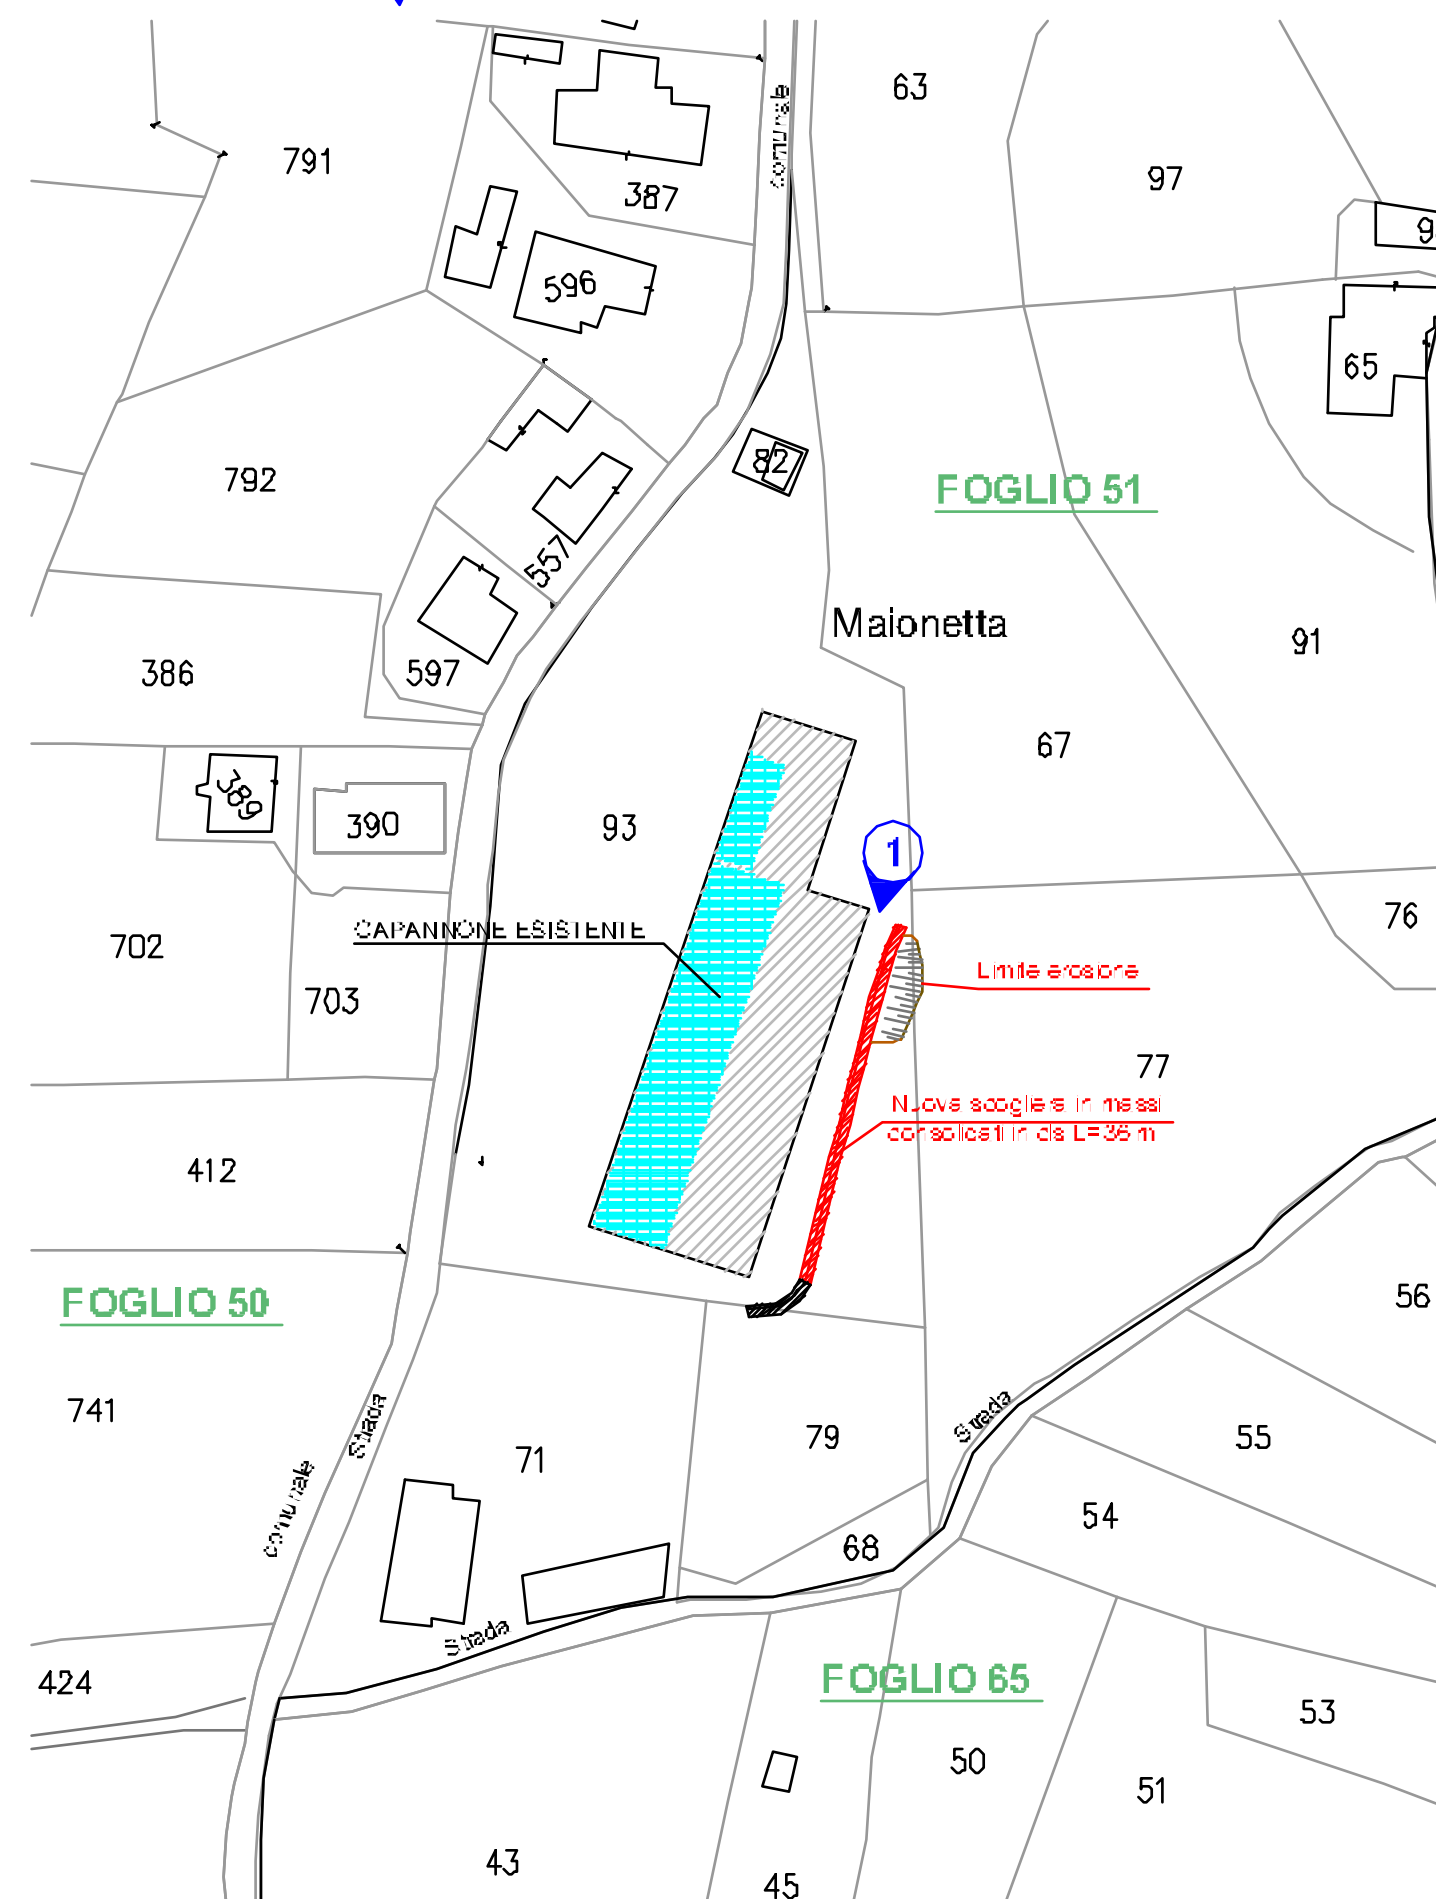 63
comunale
791
97
387
9
596
65
82
792
FOGLIO 51
557
Maionetta
91
386
597
67
389
390
93
1
76
CAPANNONE ESISTENTE
702
Limite erosione
703
77
Nuova scogliera in massi
consolidati in cls L=36 m
412
FOGLIO 50
56
741
Strada
Strada
79
55
71
comunale
54
68
Strada
FOGLIO 65
424
53
50
51
43
45